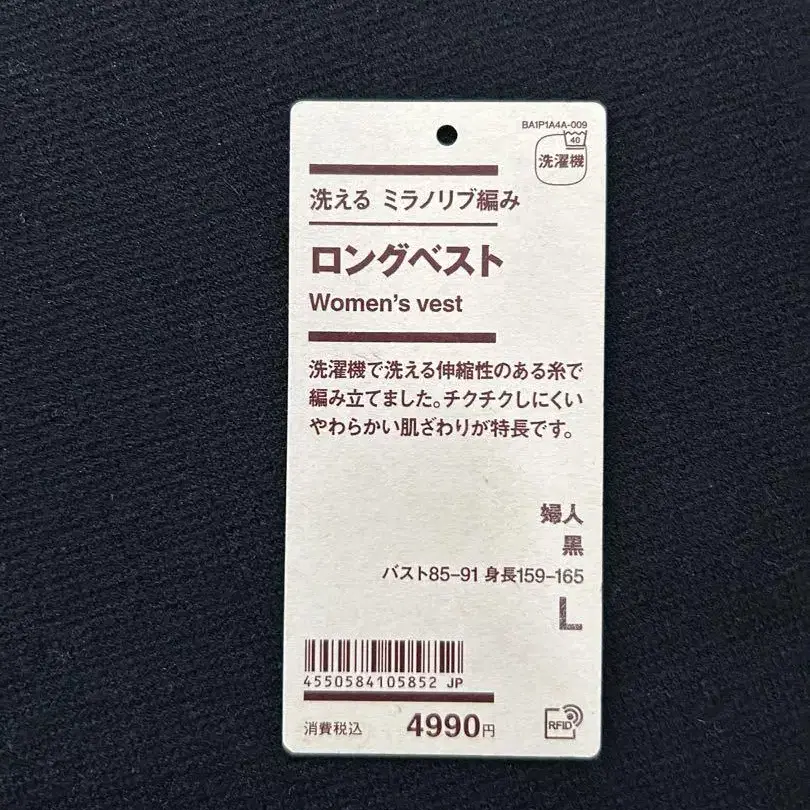 BA1P1A4A-009
40
洗濯機
洗える ミラノリブ編み
ロングベスト
Women's vest
洗濯機で洗える伸縮性のある糸で
編み立てました。チクチクしにくい
やわらかい肌ざわりが特長です。
婦人
黒
バスト85-91 身長159-165
L
4550584105852 JP
消費税込 4990円
RFID